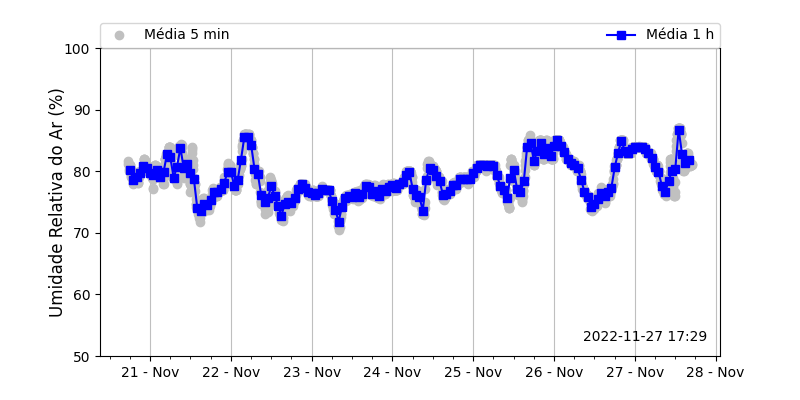 Média 5 min
Média 1 h
100
90
80
70
60
50
Umidade Relativa do Ar (%)
2022-11-27 17:29
21 - Nov
22 - Nov
23 - Nov
24 - Nov
25 - Nov
26 - Nov
27 - Nov
28 - Nov